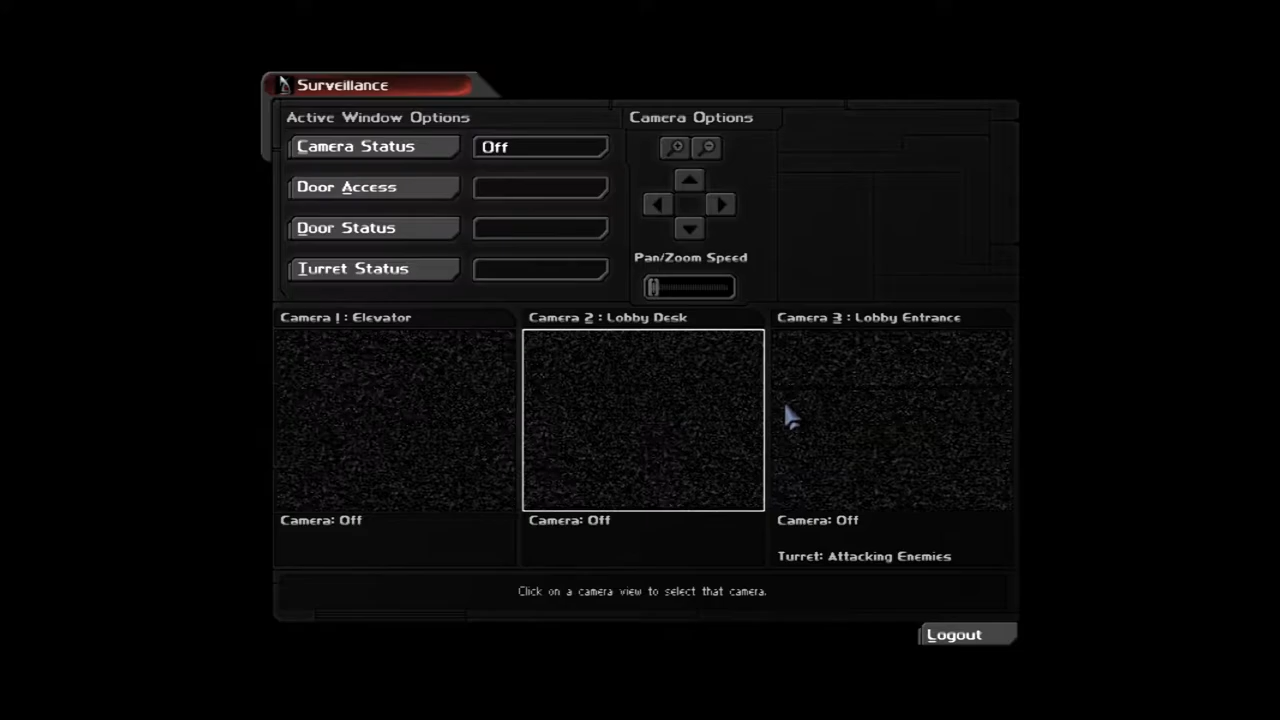 Surveillance
Active Window Options
Camera Options
Camera Status
Off
Door Access
Door Status
Turret Status
Pan/Zoom Speed
Camera 1 : Elevator
Camera 2 : Lobby Desk
Camera 3 : Lobby Entrance
Camera: Off
Camera: Off
Camera: Off
Turret: Attacking Enemies
Click on a camera view to select that camera.
Logout